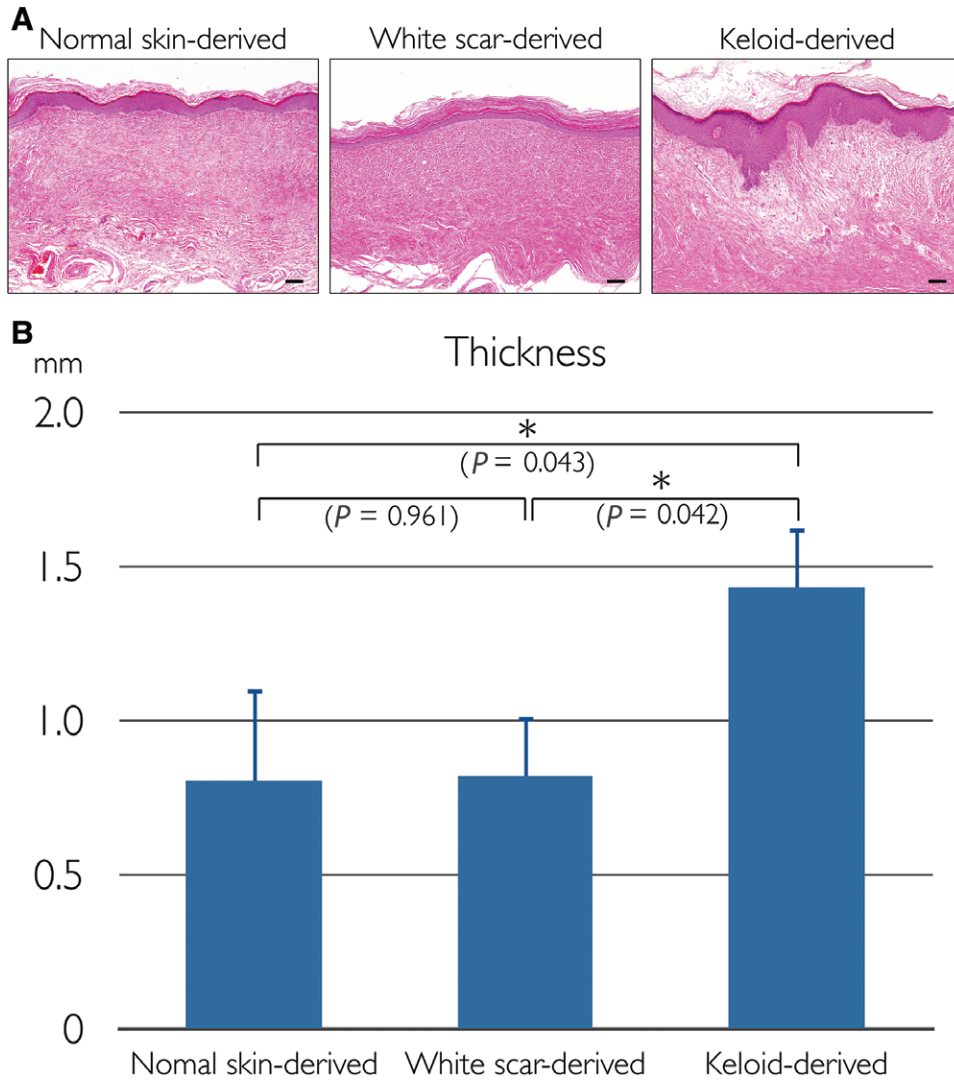 A
Normal skin-derived White scar-derived Keloid-derived
B
Thickness
mm
2.0
*
(P = 0.043)
*
(P = 0.961) (P = 0.042)
1.5
1.0
0.5
0
Nomal skin-derived White scar-derived Keloid-derived